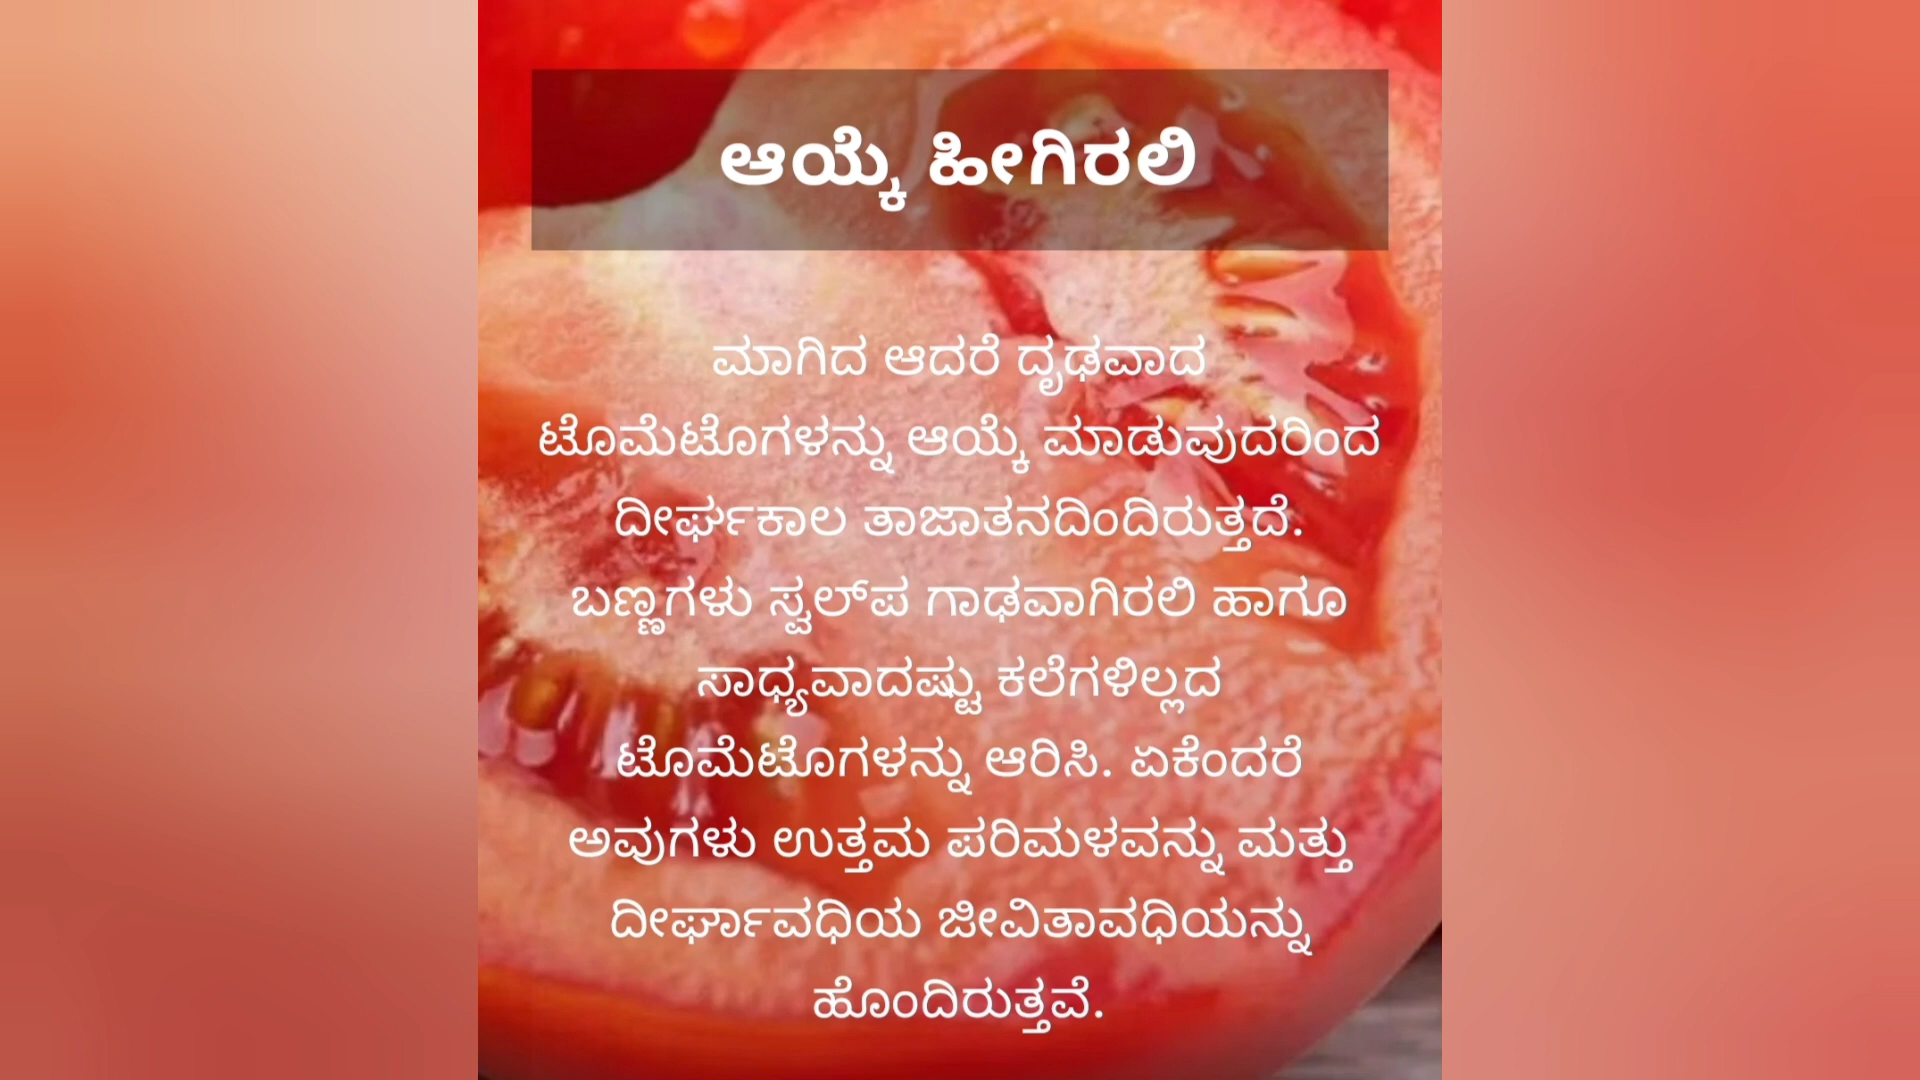 ಆಯ್ಕೆ ಹೀಗಿರಲಿ
ಮಾಗಿದ ಆದರೆ ದೃಢವಾದ
ಟೊಮೆಟೊಗಳನ್ನು ಆಯ್ಕೆ ಮಾಡುವುದರಿಂದ
ದೀರ್ಘಕಾಲ ತಾಜಾತನದಿಂದಿರುತ್ತದೆ.
ಬಣ್ಣಗಳು ಸ್ವಲ್‌ಪ ಗಾಢವಾಗಿರಲಿ ಹಾಗೂ
ಸಾಧ್ಯವಾದಷ್ಟು ಕಲೆಗಳಿಲ್ಲದ
ಟೊಮೆಟೊಗಳನ್ನು ಆರಿಸಿ. ಏಕೆಂದರೆ
ಅವುಗಳು ಉತ್ತಮ ಪರಿಮಳವನ್ನು ಮತ್ತು
ದೀರ್ಘಾವಧಿಯ ಜೀವಿತಾವಧಿಯನ್ನು
ಹೊಂದಿರುತ್ತವೆ.